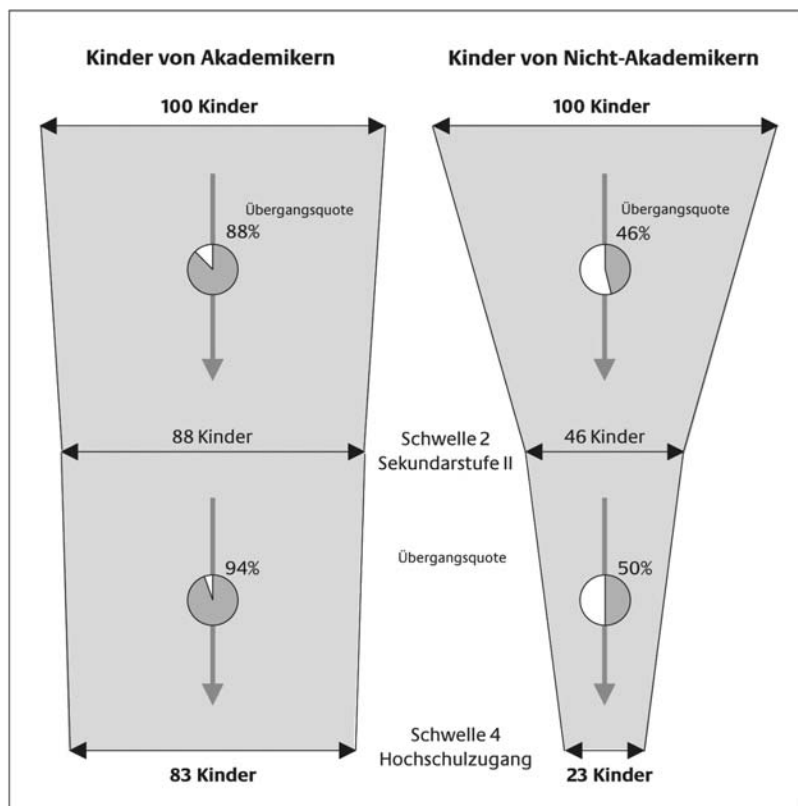 Kinder von Akademikern
100 Kinder
Übergangsquote
88%
88 Kinder
94%
83 Kinder
Schwelle 2
Sekundarstufe II
Übergangsquote
Schwelle 4
Hochschulzugang
Kinder von Nicht-Akademikern
100 Kinder
Übergangsquote
46%
46 Kinder
50%
23 Kinder